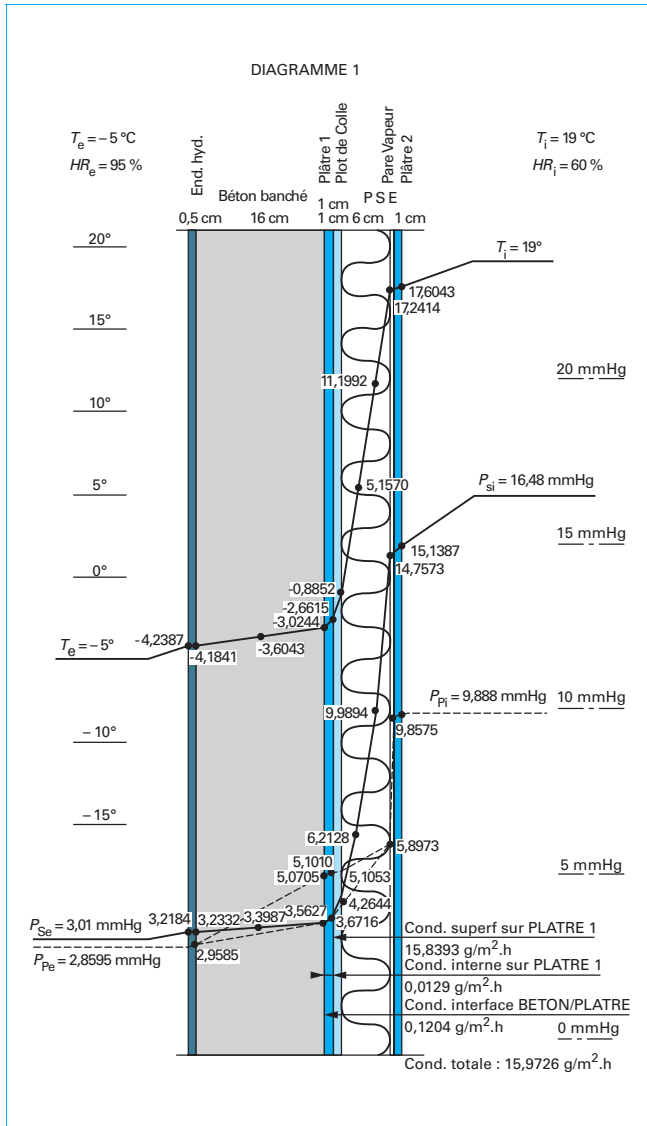 DIAGRAMME 1
Te = – 5 °C
HRe = 95 %
Ti = 19 °C
HRi = 60 %
End. hyd.
Béton banché
Plâtre 1
Plot de Colle
P S E
Pare Vapeur
Plâtre 2
0,5 cm
16 cm
1 cm
1 cm
6 cm
1 cm
20°
15°
10°
5°
0°
– 10°
– 15°
Ti = 19°
17,6043
17,2414
20 mmHg
11,1992
5,1570
Psi = 16,48 mmHg
15 mmHg
15,1387
14,7573
-0,8852
-2,6615
-3,0244
-4,2387
-4,1841
-3,6043
Te = – 5°
PPi = 9,888 mmHg
10 mmHg
9,9894
9,8575
6,2128
5,8973
5 mmHg
5,1010
5,0705
5,1053
4,2644
3,2184
3,2332
3,3987
3,5627
3,6716
PSe = 3,01 mmHg
PPe = 2,8595 mmHg
2,9585
Cond. superf sur PLATRE 1
15,8393 g/m².h
Cond. interne sur PLATRE 1
0,0129 g/m².h
Cond. interface BETON/PLATRE
0,1204 g/m².h
0 mmHg
Cond. totale : 15,9726 g/m².h